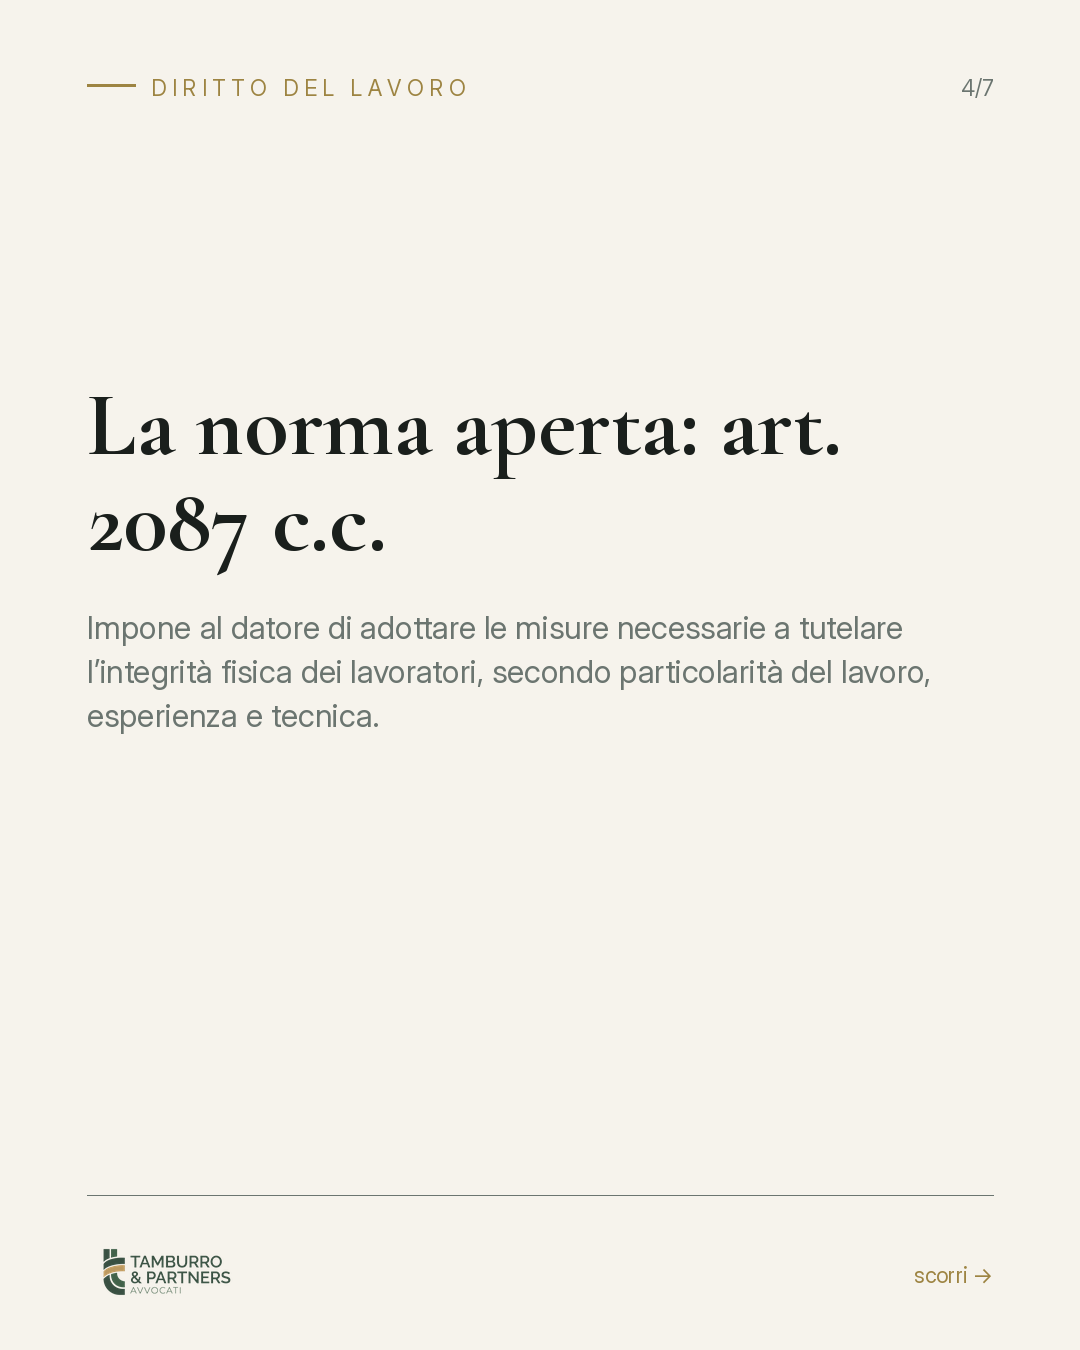 DIRITTO DEL LAVORO
4/7
La norma aperta: art.
2087 c.c.
Impone al datore di adottare le misure necessarie a tutelare
l’integrità fisica dei lavoratori, secondo particolarità del lavoro,
esperienza e tecnica.
TAMBURRO
& PARTNERS
AVVOCATI
scorri →